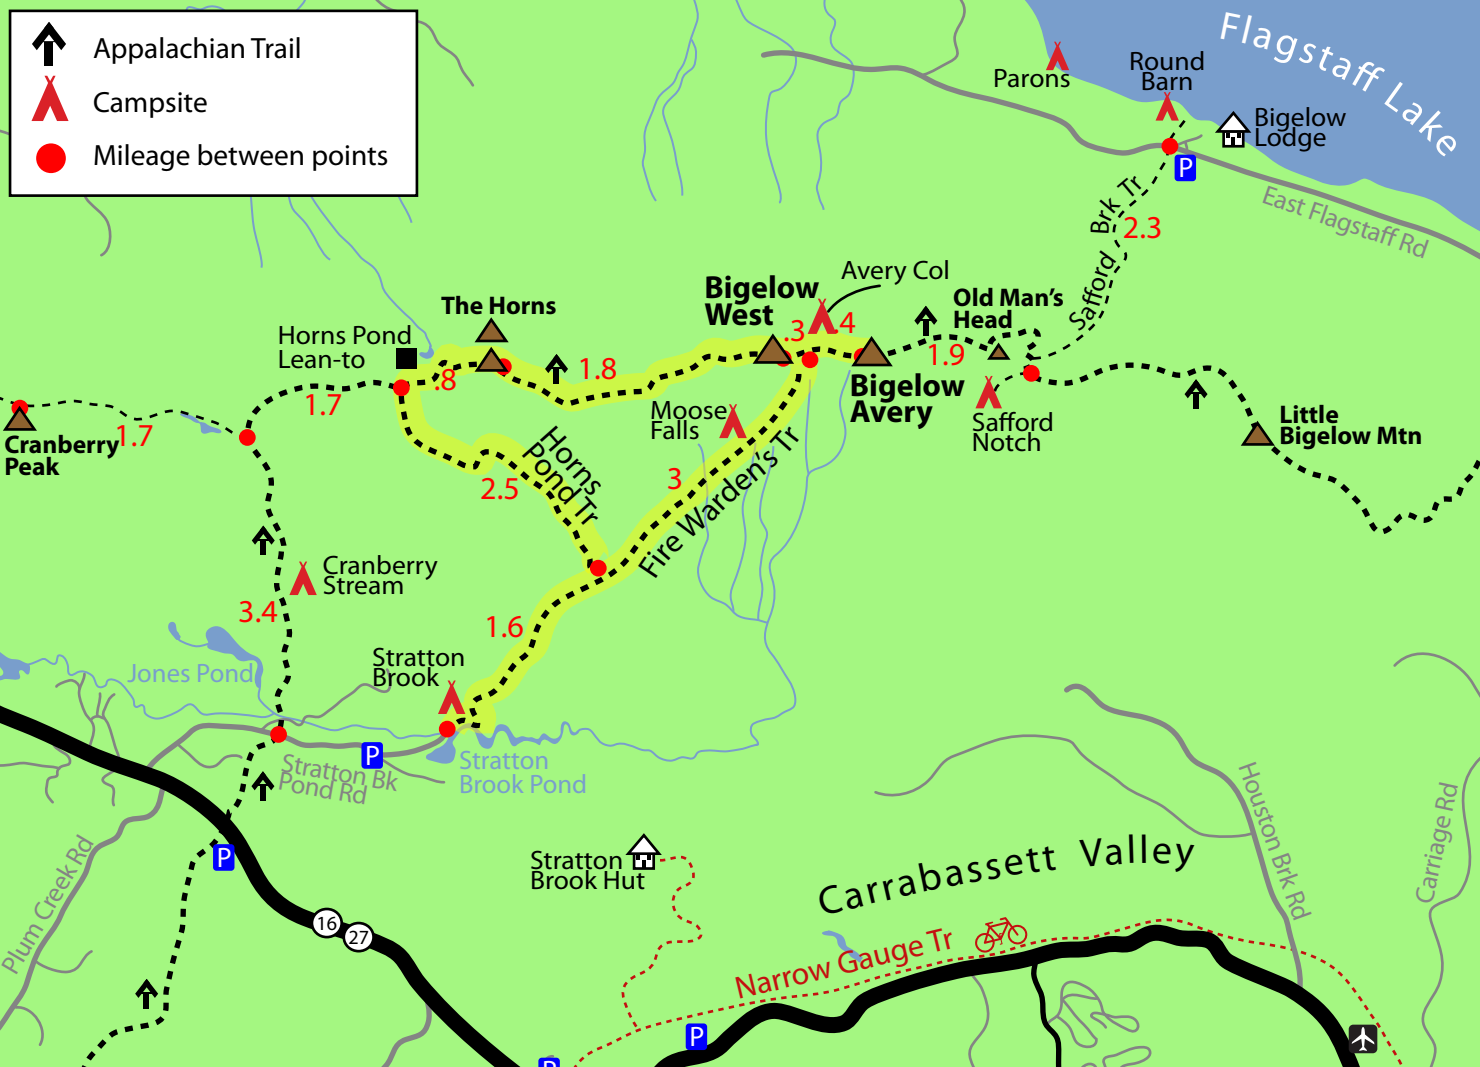 Appalachian Trail
Campsite
Mileage between points
Flagstaff Lake
Parons
Round
Barn
Bigelow
Lodge
P
East Flagstaff Rd
Safford Brk Tr
2.3
Avery Col
Bigelow
West
.3
.4
Old Man's
Head
1.9
The Horns
Horns Pond
Lean-to
.8
1.8
1.7
Bigelow
Avery
Moose
Falls
Safford
Notch
Little
Bigelow Mtn
Cranberry
Peak
1.7
Horns
Pond Tr
2.5
3
Fire Warden's Tr
Cranberry
Stream
3.4
1.6
Stratton
Brook
Jones Pond
P
Stratton Bk
Pond Rd
Stratton
Brook Pond
Plum Creek Rd
P
16
27
Stratton
Brook Hut
Carrabassett Valley
Narrow Gauge Tr
Houston Brk Rd
Carriage Rd
P
P